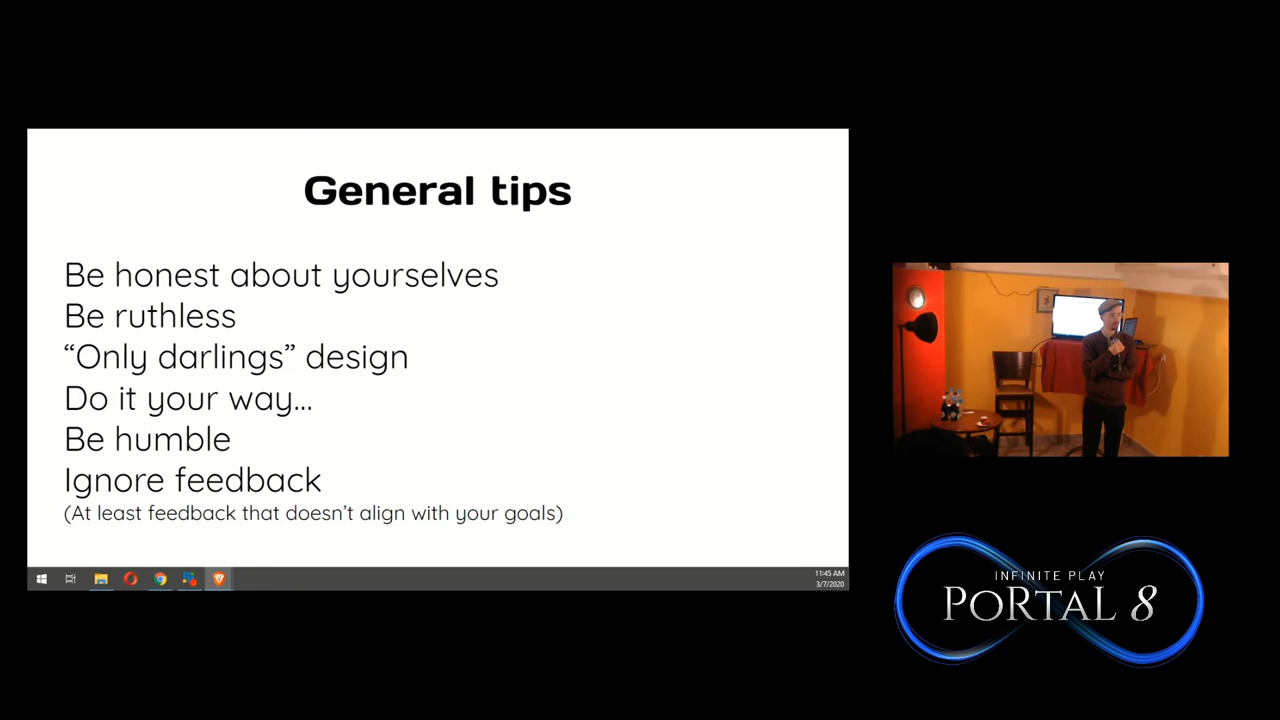 General tips
Be honest about yourselves
Be ruthless
“Only darlings” design
Do it your way...
Be humble
Ignore feedback
(At least feedback that doesn’t align with your goals)
11:45 AM
3/7/2020
INFINITE PLAY
PORTAL 8